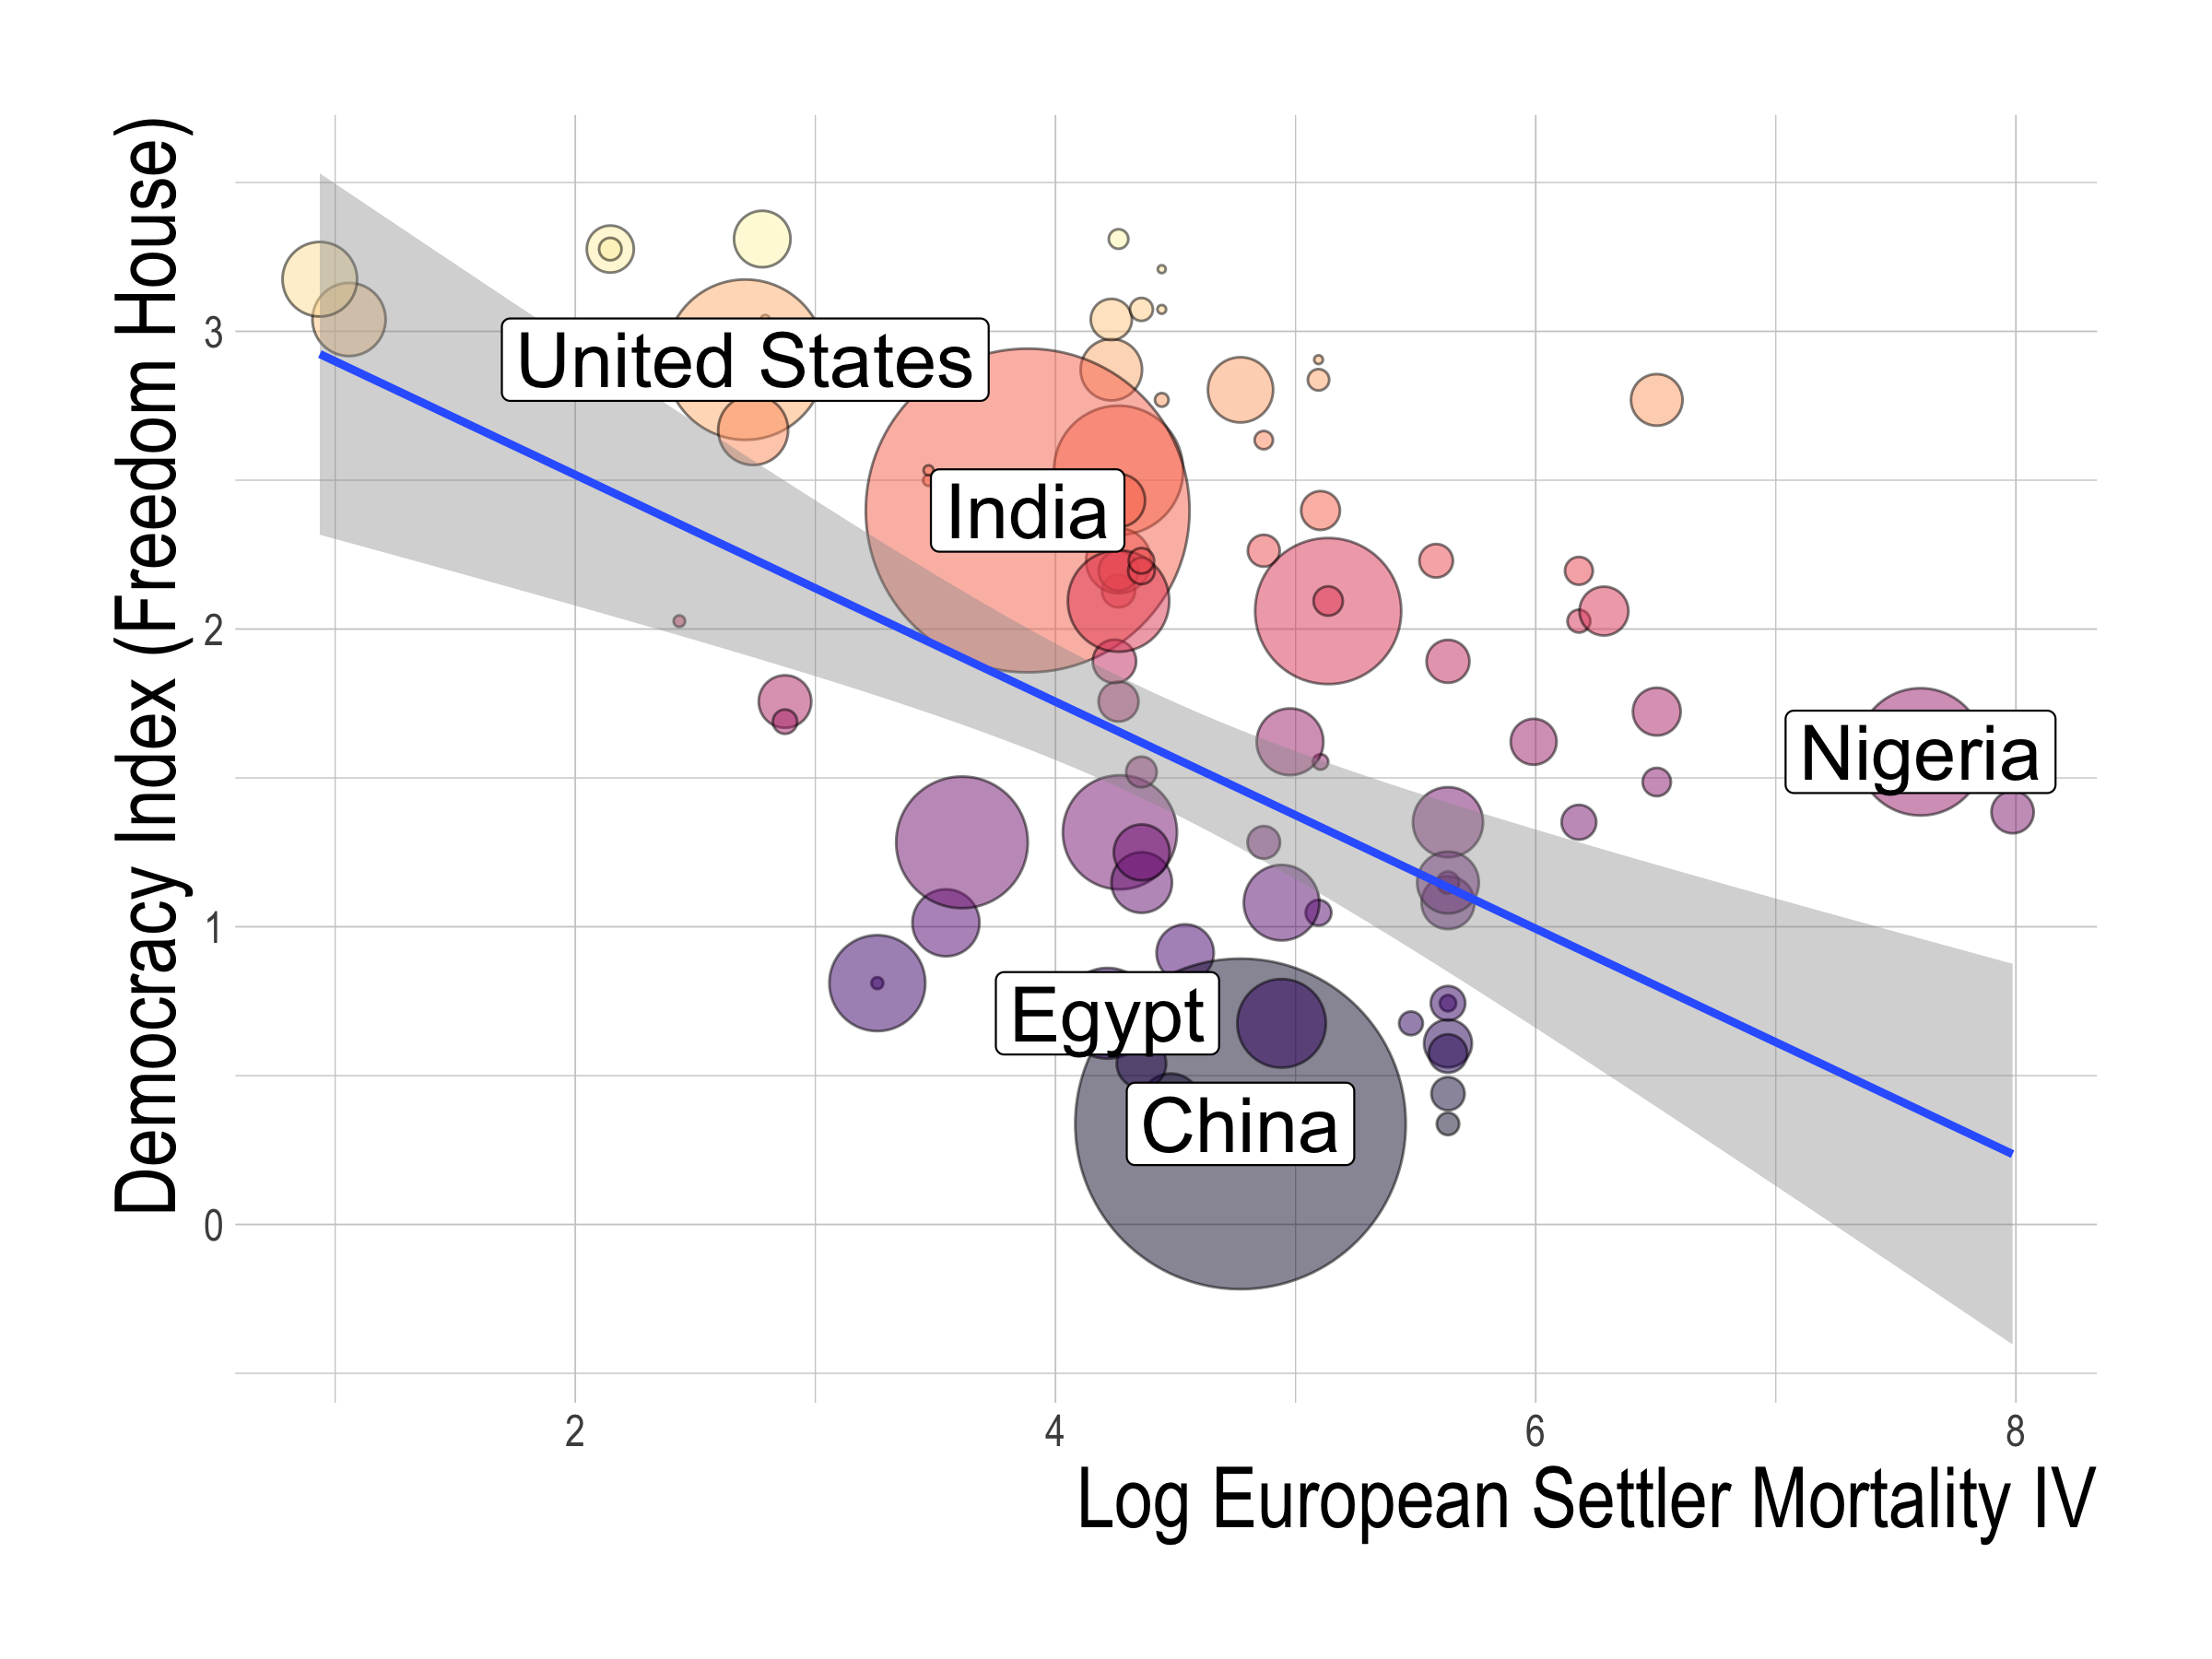 Democracy Index (Freedom House)
3
2
1
0
United States
India
Nigeria
Egypt
China
2 4 6 8
Log European Settler Mortality IV